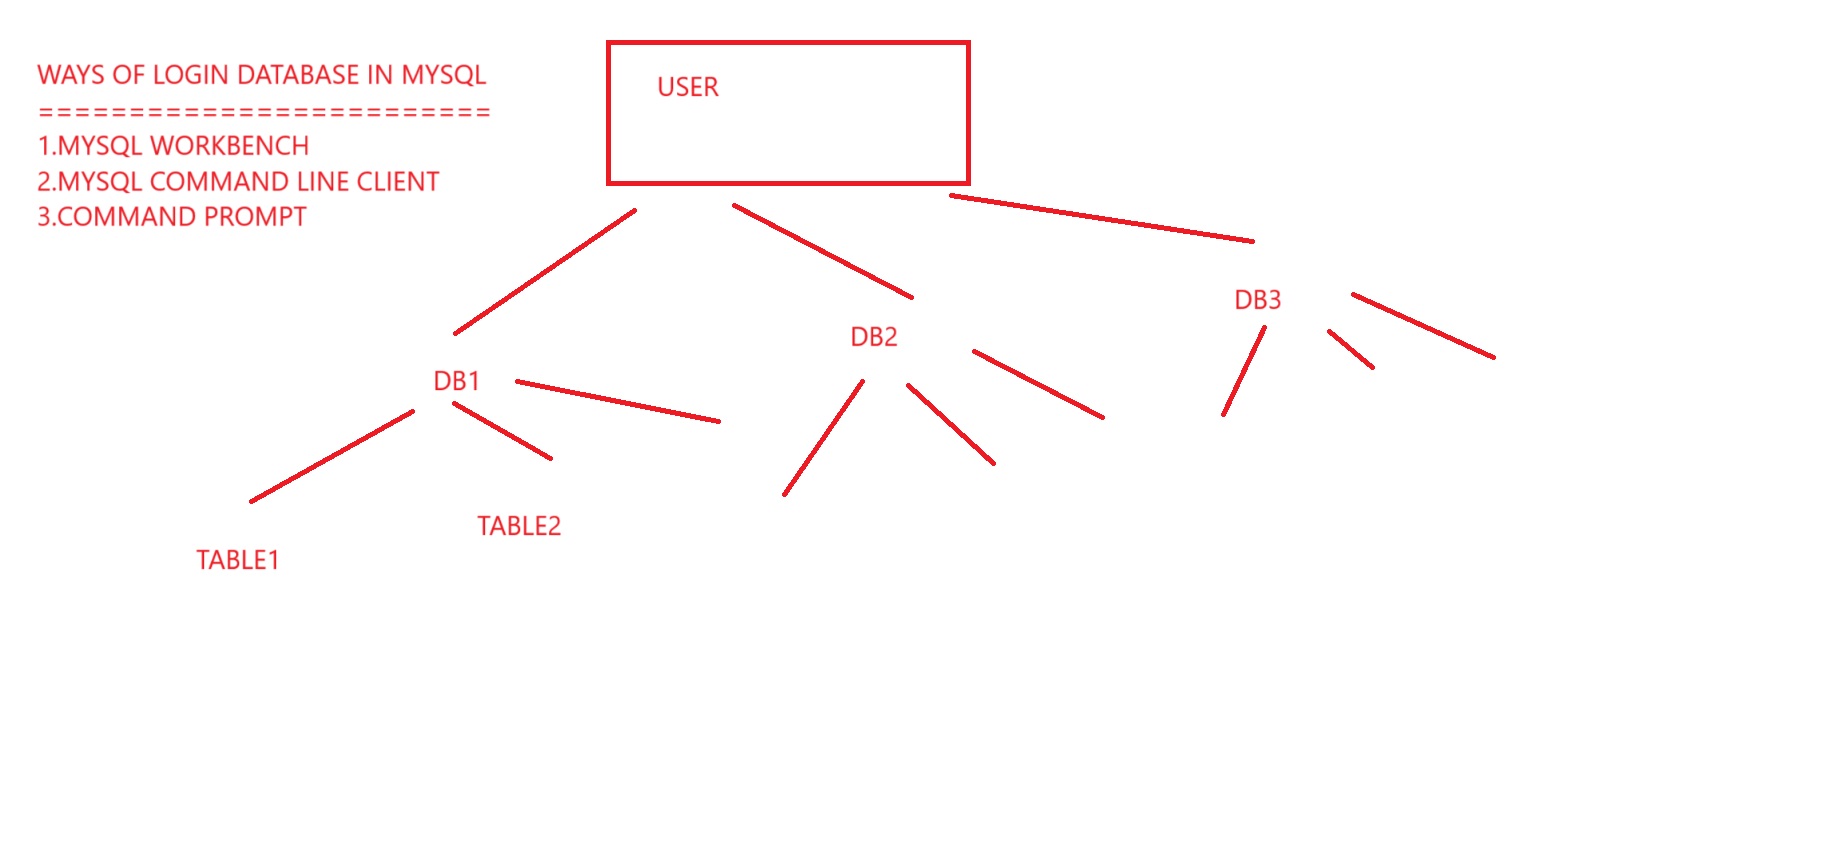 WAYS OF LOGIN DATABASE IN MYSQL
=========================
1.MYSQL WORKBENCH
2.MYSQL COMMAND LINE CLIENT
3.COMMAND PROMPT
USER
DB1
DB2
DB3
TABLE1
TABLE2